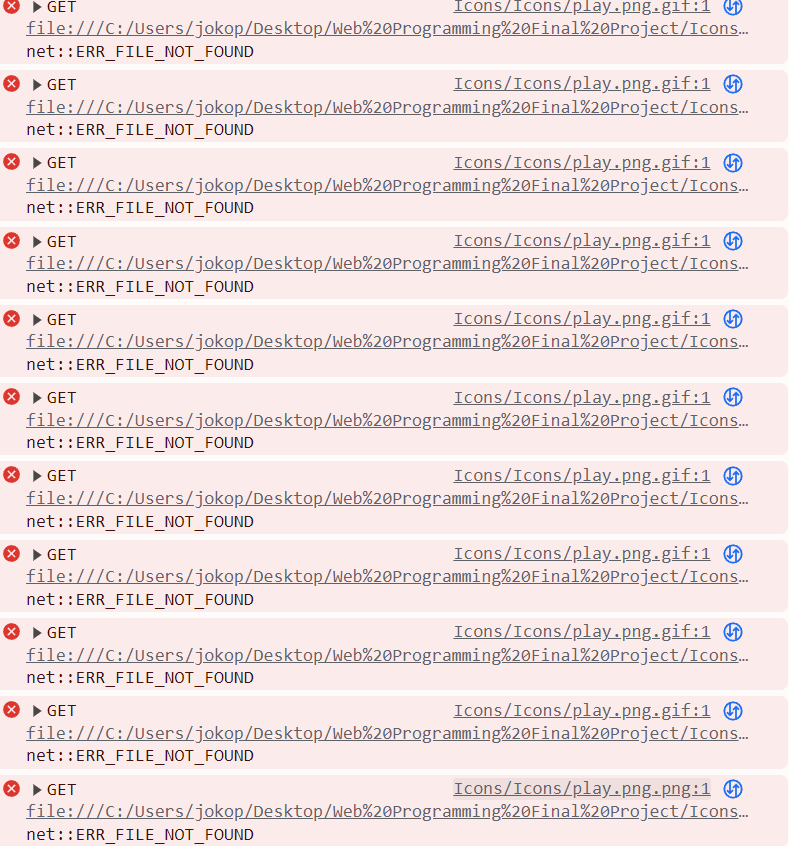 GET Icons/Icons/play.png.gif:1
file:///C:/Users/jokop/Desktop/Web%20Programming%20Final%20Project/Icons…
net::ERR_FILE_NOT_FOUND
GET Icons/Icons/play.png.gif:1
file:///C:/Users/jokop/Desktop/Web%20Programming%20Final%20Project/Icons…
net::ERR_FILE_NOT_FOUND
GET Icons/Icons/play.png.gif:1
file:///C:/Users/jokop/Desktop/Web%20Programming%20Final%20Project/Icons…
net::ERR_FILE_NOT_FOUND
GET Icons/Icons/play.png.gif:1
file:///C:/Users/jokop/Desktop/Web%20Programming%20Final%20Project/Icons…
net::ERR_FILE_NOT_FOUND
GET Icons/Icons/play.png.gif:1
file:///C:/Users/jokop/Desktop/Web%20Programming%20Final%20Project/Icons…
net::ERR_FILE_NOT_FOUND
GET Icons/Icons/play.png.gif:1
file:///C:/Users/jokop/Desktop/Web%20Programming%20Final%20Project/Icons…
net::ERR_FILE_NOT_FOUND
GET Icons/Icons/play.png.gif:1
file:///C:/Users/jokop/Desktop/Web%20Programming%20Final%20Project/Icons…
net::ERR_FILE_NOT_FOUND
GET Icons/Icons/play.png.gif:1
file:///C:/Users/jokop/Desktop/Web%20Programming%20Final%20Project/Icons…
net::ERR_FILE_NOT_FOUND
GET Icons/Icons/play.png.gif:1
file:///C:/Users/jokop/Desktop/Web%20Programming%20Final%20Project/Icons…
net::ERR_FILE_NOT_FOUND
GET Icons/Icons/play.png.gif:1
file:///C:/Users/jokop/Desktop/Web%20Programming%20Final%20Project/Icons…
net::ERR_FILE_NOT_FOUND
GET Icons/Icons/play.png.png:1
file:///C:/Users/jokop/Desktop/Web%20Programming%20Final%20Project/Icons…
net::ERR_FILE_NOT_FOUND